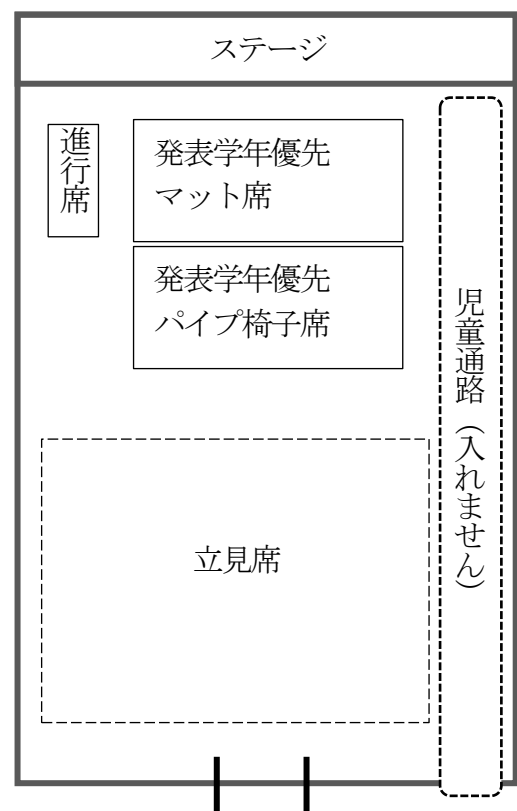 ステージ
進行席
発表学年優先
マット席
発表学年優先
パイプ椅子席
児童通路（入れません）
立見席